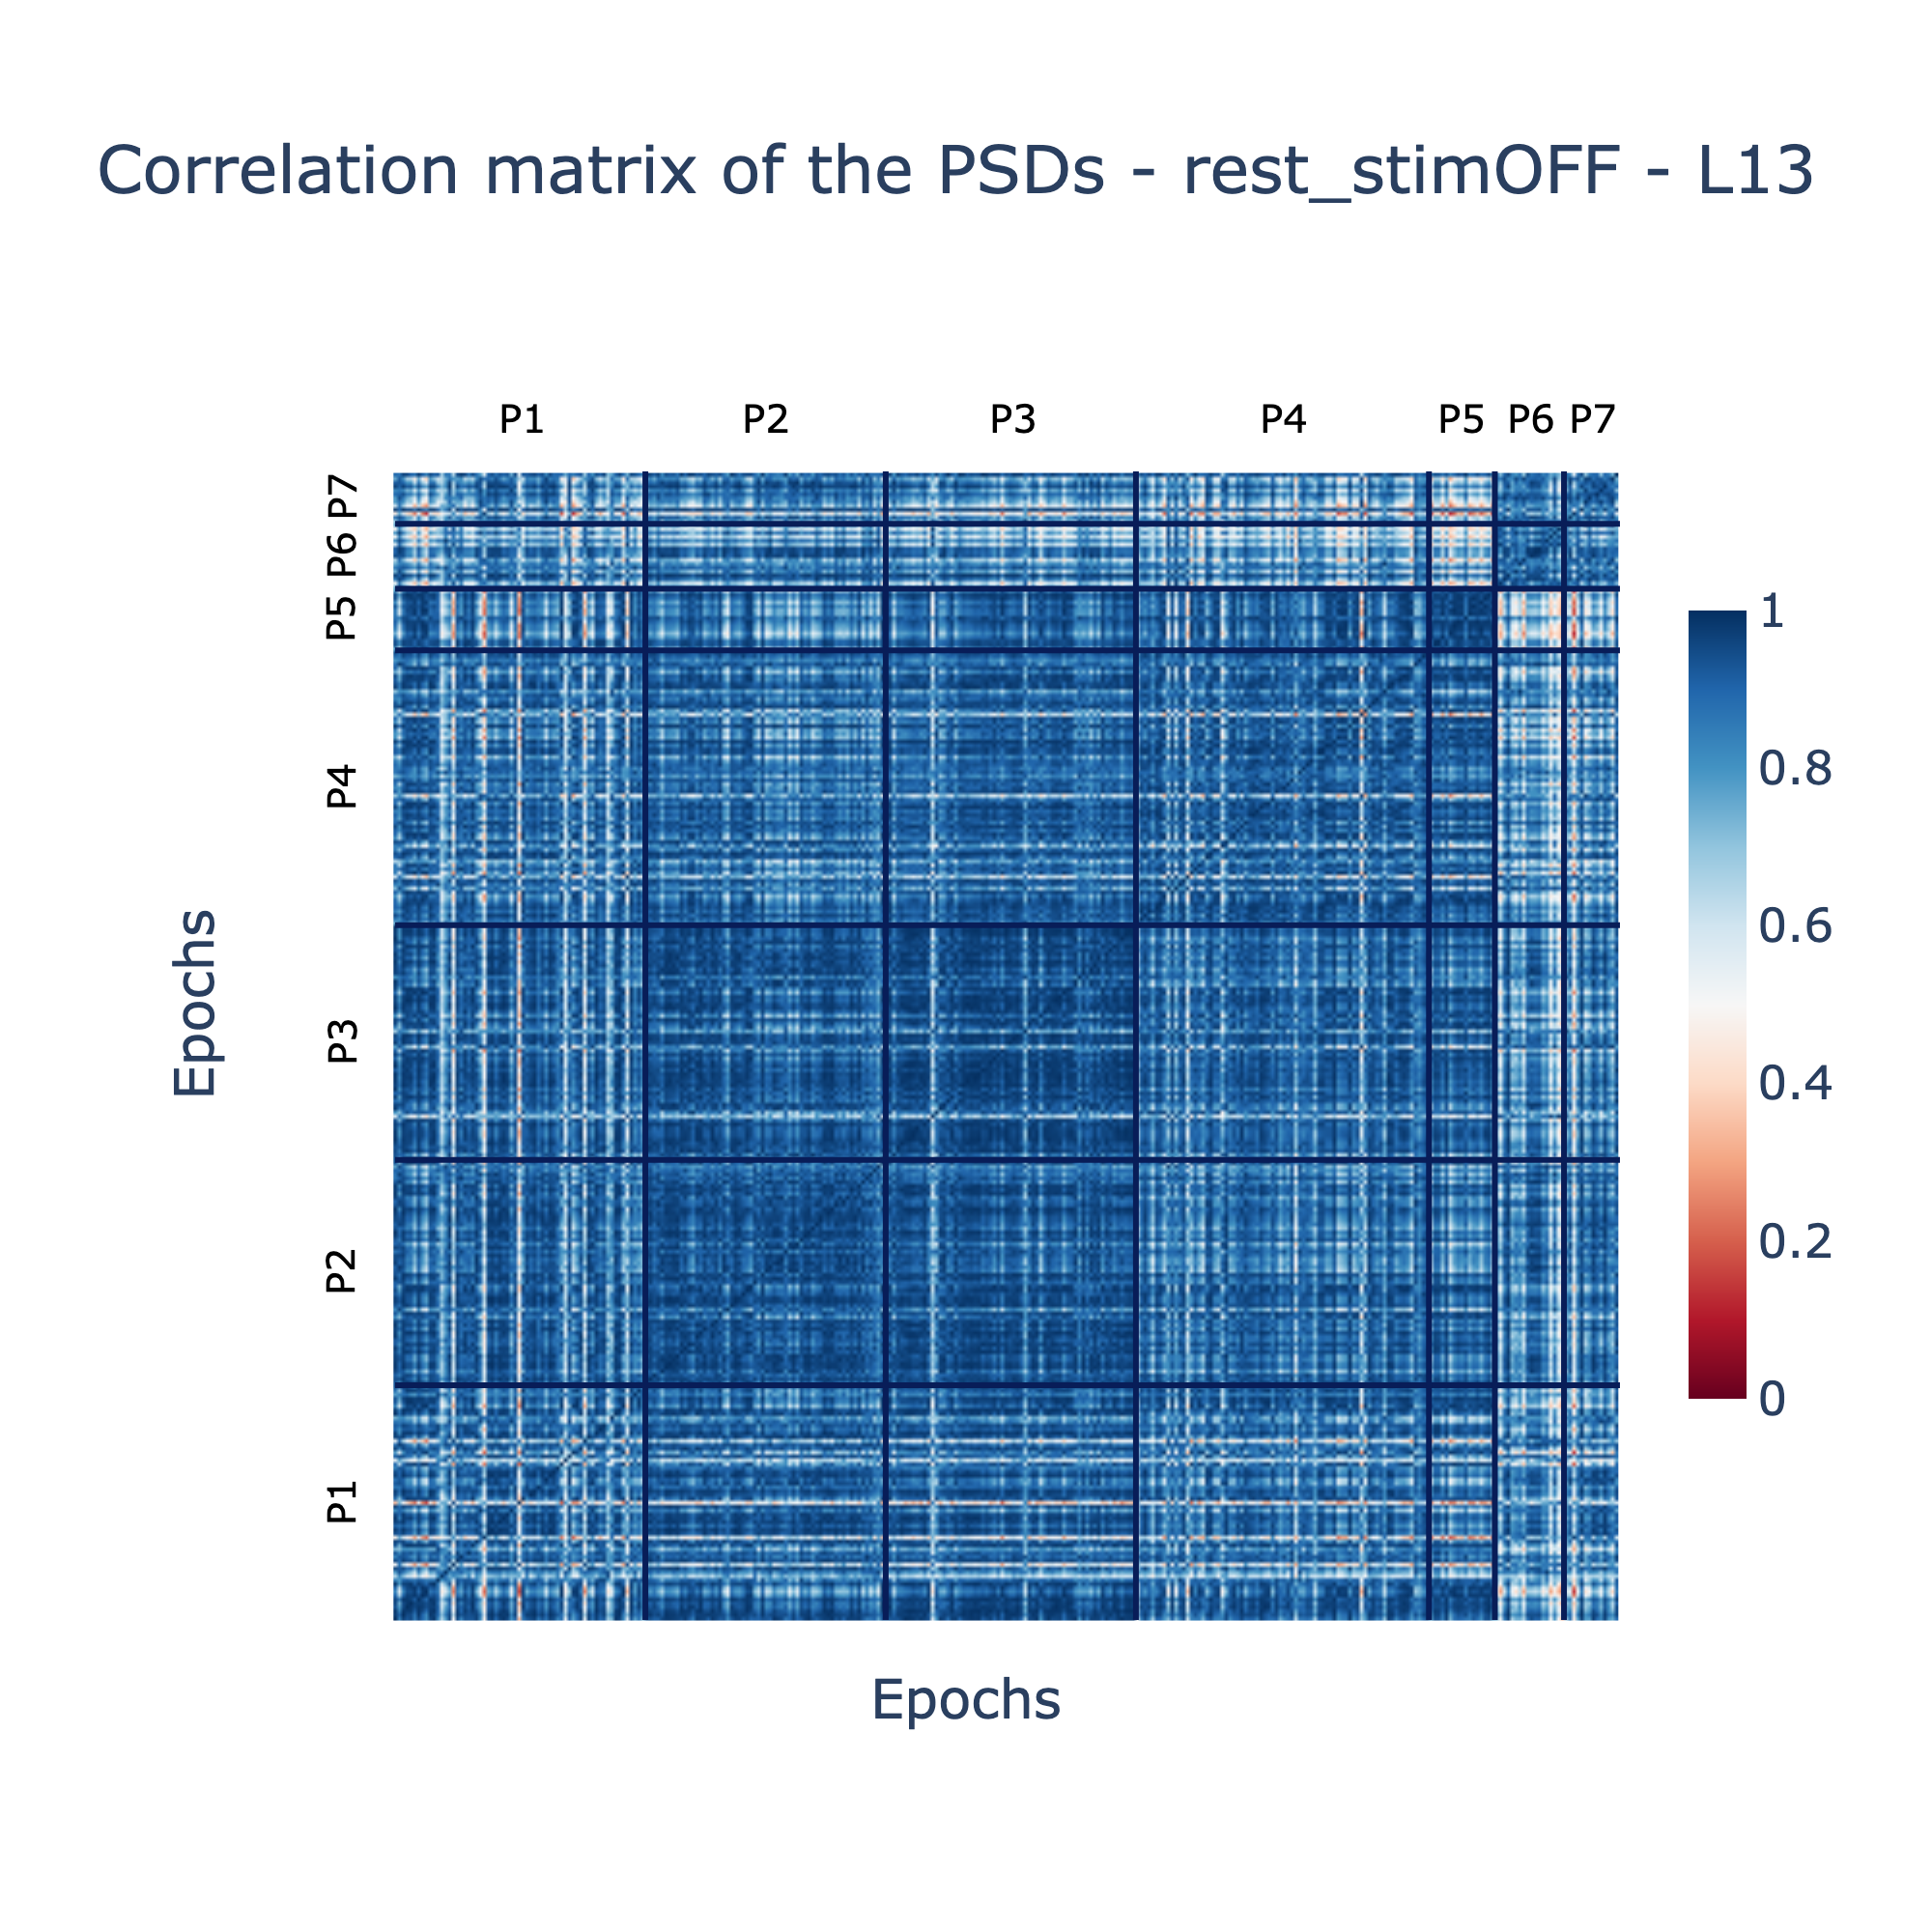 Correlation matrix of the PSDs - rest_stimOFF - L13
P1 P2 P3 P4 P5 P6 P7
P7
P6
P5
P4
P3
P2
P1
Epochs
Epochs
1
0.8
0.6
0.4
0.2
0